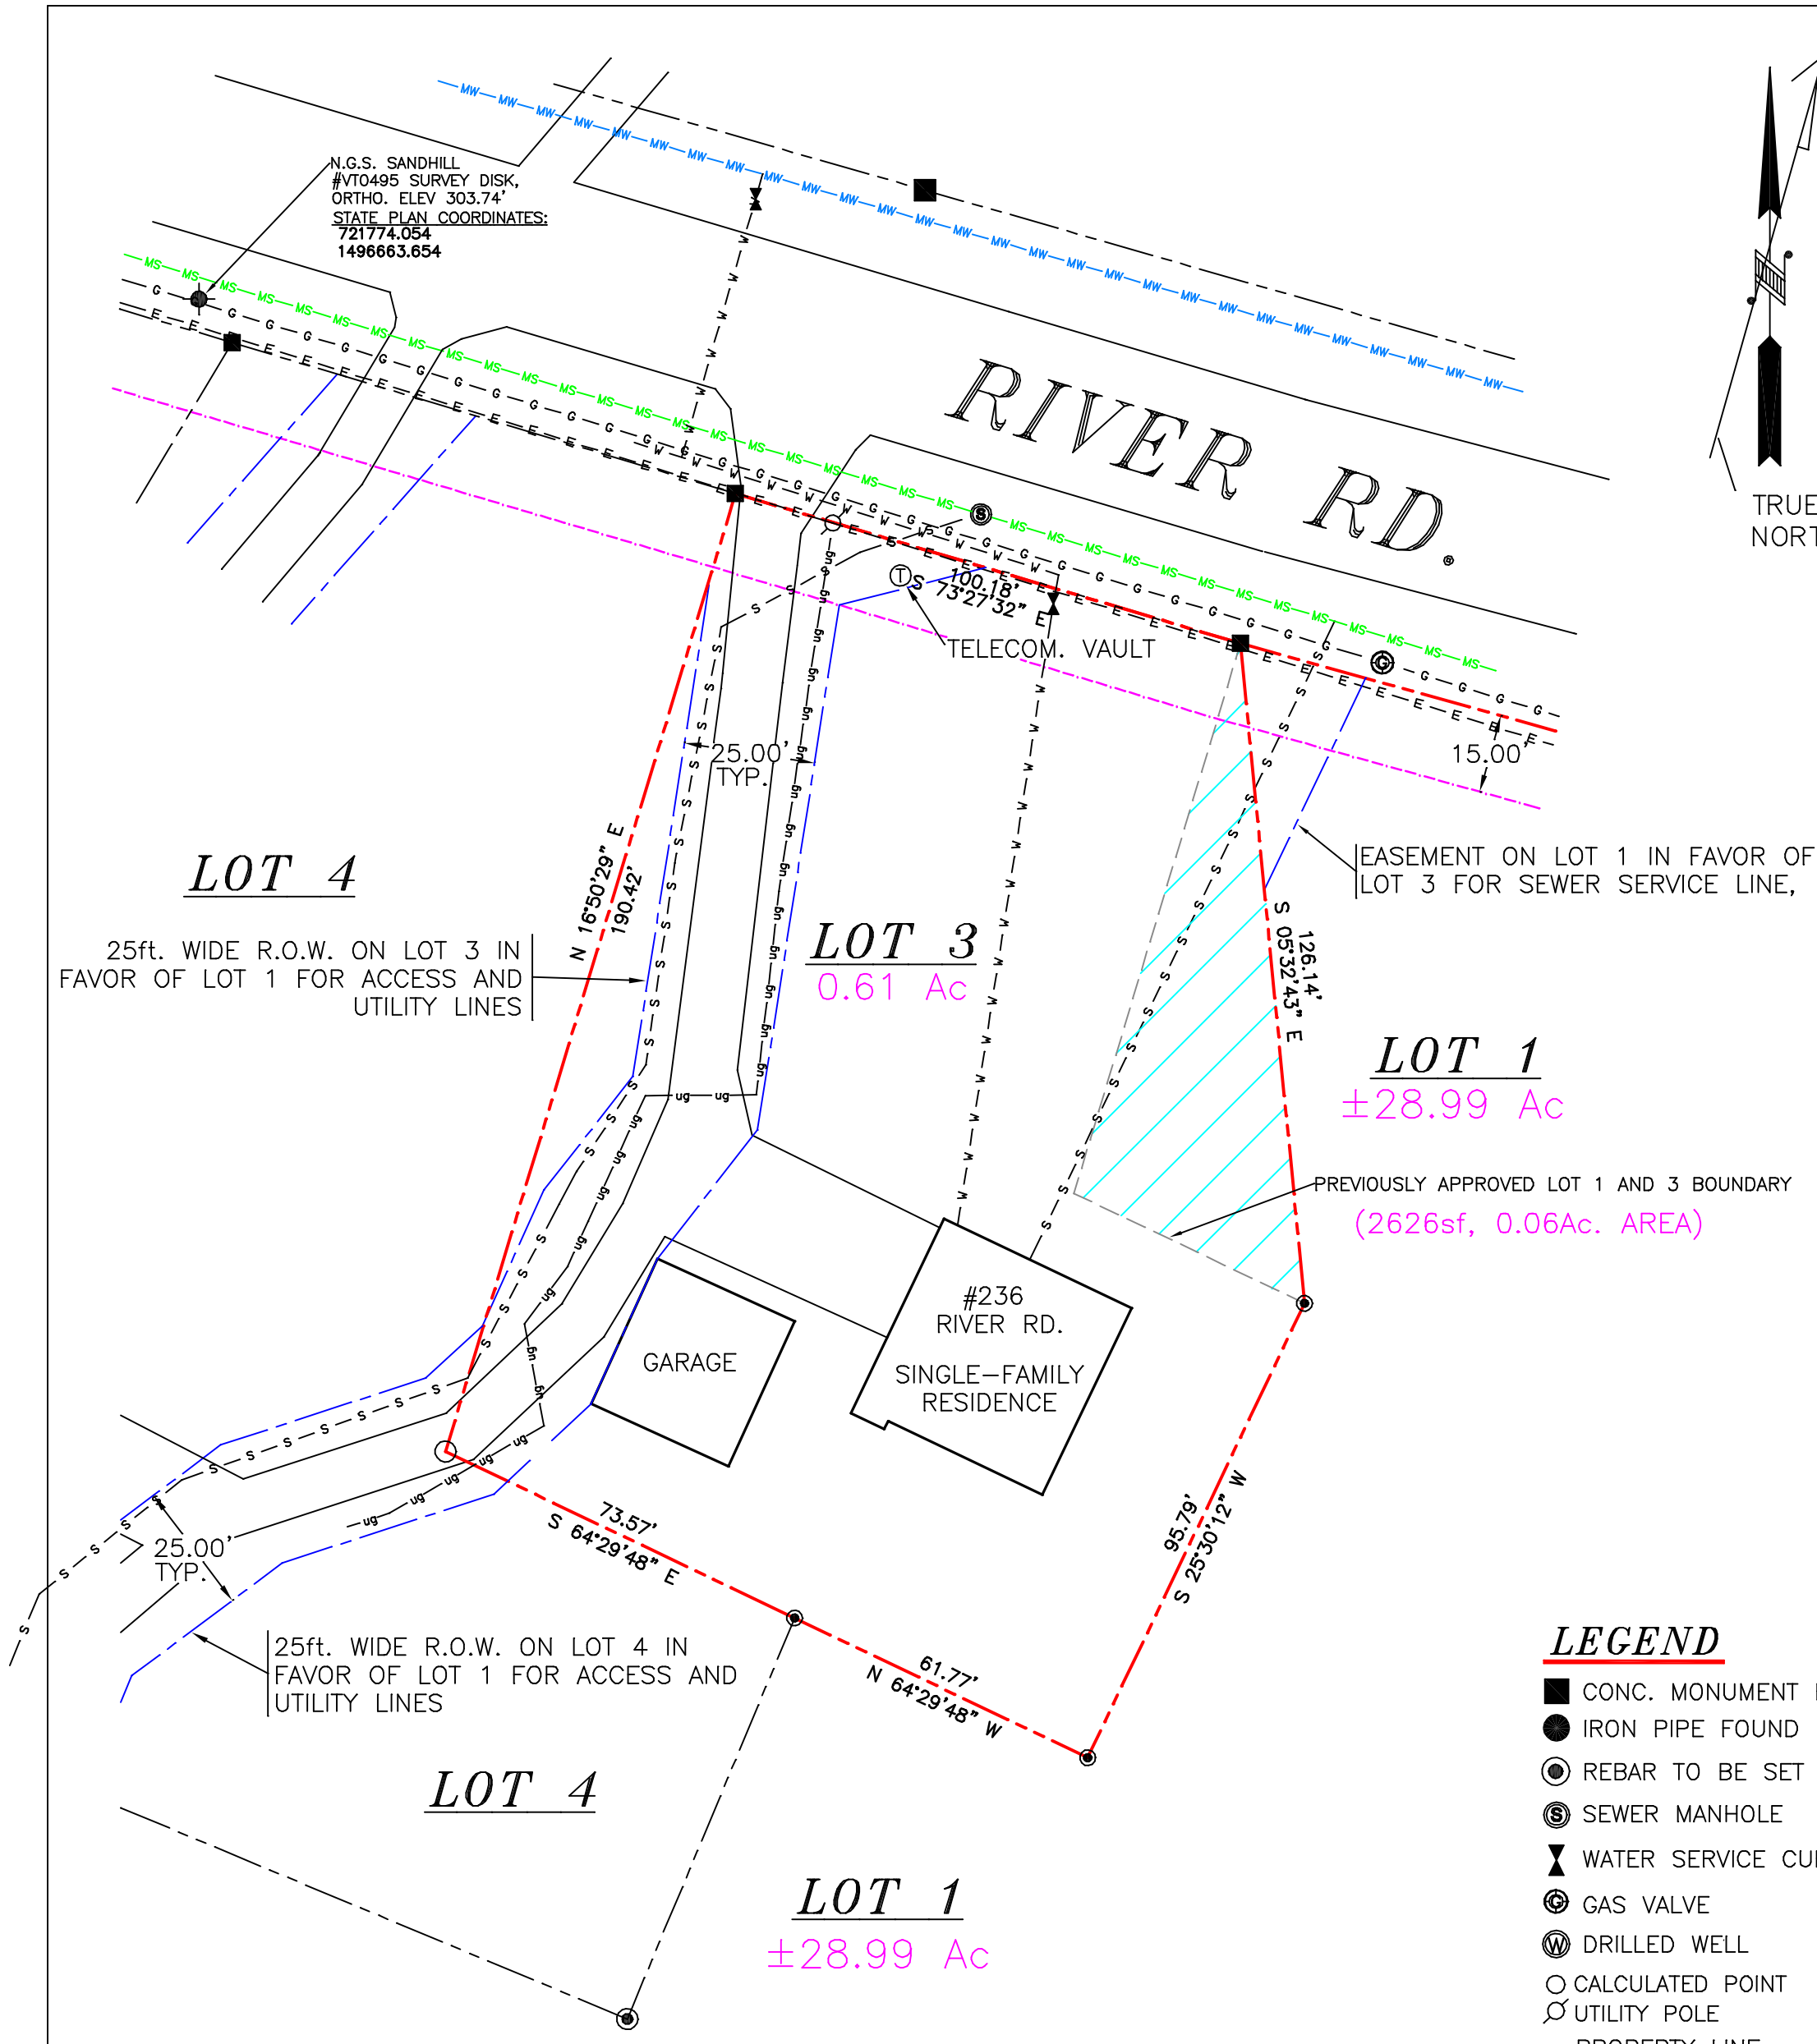 N.G.S. SANDHILL
#VT0495 SURVEY DISK,
ORTHO. ELEV 303.74'
STATE PLAN COORDINATES:
721774.054
1496663.654
RIVER RD.
TRUE
100.18'
S 73°27'32" E
TELECOM. VAULT
25.00'
TYP.
15.00'
N 16°50'29" E
190.42'
LOT 4
25ft. WIDE R.O.W. ON LOT 3 IN
FAVOR OF LOT 1 FOR ACCESS AND
UTILITY LINES
LOT 3
0.61 Ac
EASEMENT ON LOT 1 IN FAVOR OF
LOT 3 FOR SEWER SERVICE LINE,
126.14'
S 05°32'43" E
LOT 1
±28.99 Ac
PREVIOUSLY APPROVED LOT 1 AND 3 BOUNDARY
(2626sf, 0.06Ac. AREA)
#236
RIVER RD.
SINGLE-FAMILY
RESIDENCE
GARAGE
73.57'
S 64°29'48" E
95.79'
S 25°30'12" W
61.77'
N 64°29'48" W
25.00'
TYP.
25ft. WIDE R.O.W. ON LOT 4 IN
FAVOR OF LOT 1 FOR ACCESS AND
UTILITY LINES
LOT 4
LOT 1
±28.99 Ac
LEGEND
CONC. MONUMENT
IRON PIPE FOUND
REBAR TO BE SET
SEWER MANHOLE
WATER SERVICE
GAS VALVE
DRILLED WELL
CALCULATED POINT
UTILITY POLE